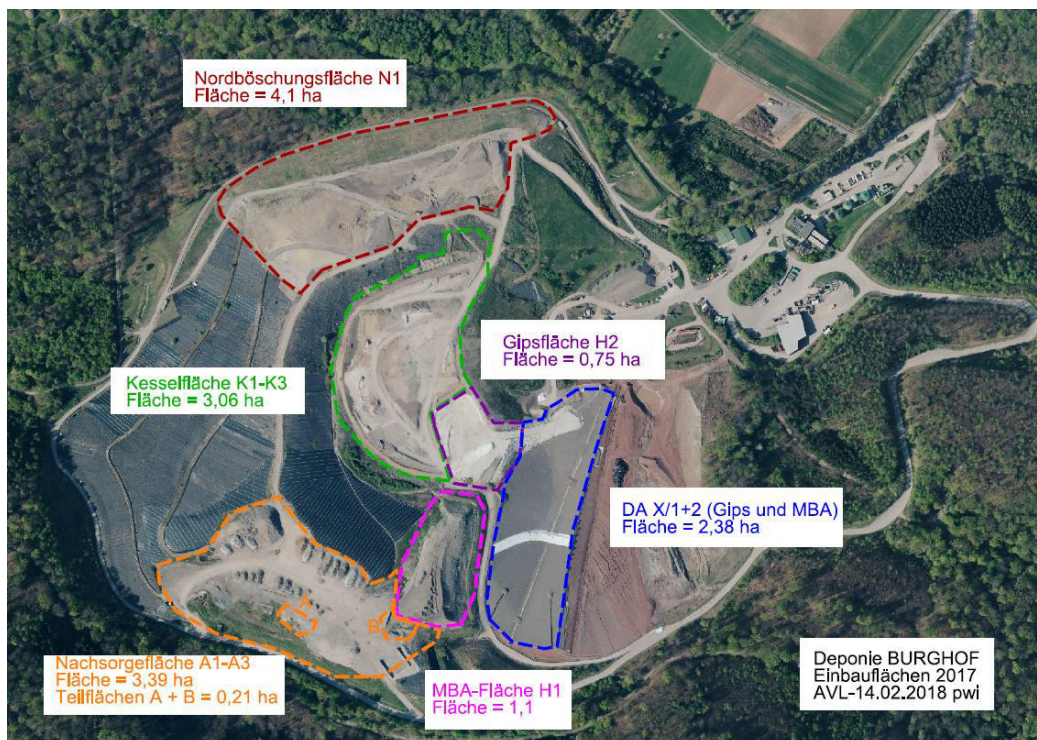 Nordböschungsfläche N1
Fläche = 4,1 ha
Gipsfläche H2
Fläche = 0,75 ha
Kesselfläche K1-K3
Fläche = 3,06 ha
DA X/1+2 (Gips und MBA)
Fläche = 2,38 ha
A
B
Nachsorgefläche A1-A3
Fläche = 3,39 ha
Teilflächen A + B = 0,21 ha
MBA-Fläche H1
Fläche = 1,1
Deponie BURGHOF
Einbauflächen 2017
AVL-14.02.2018 pwi